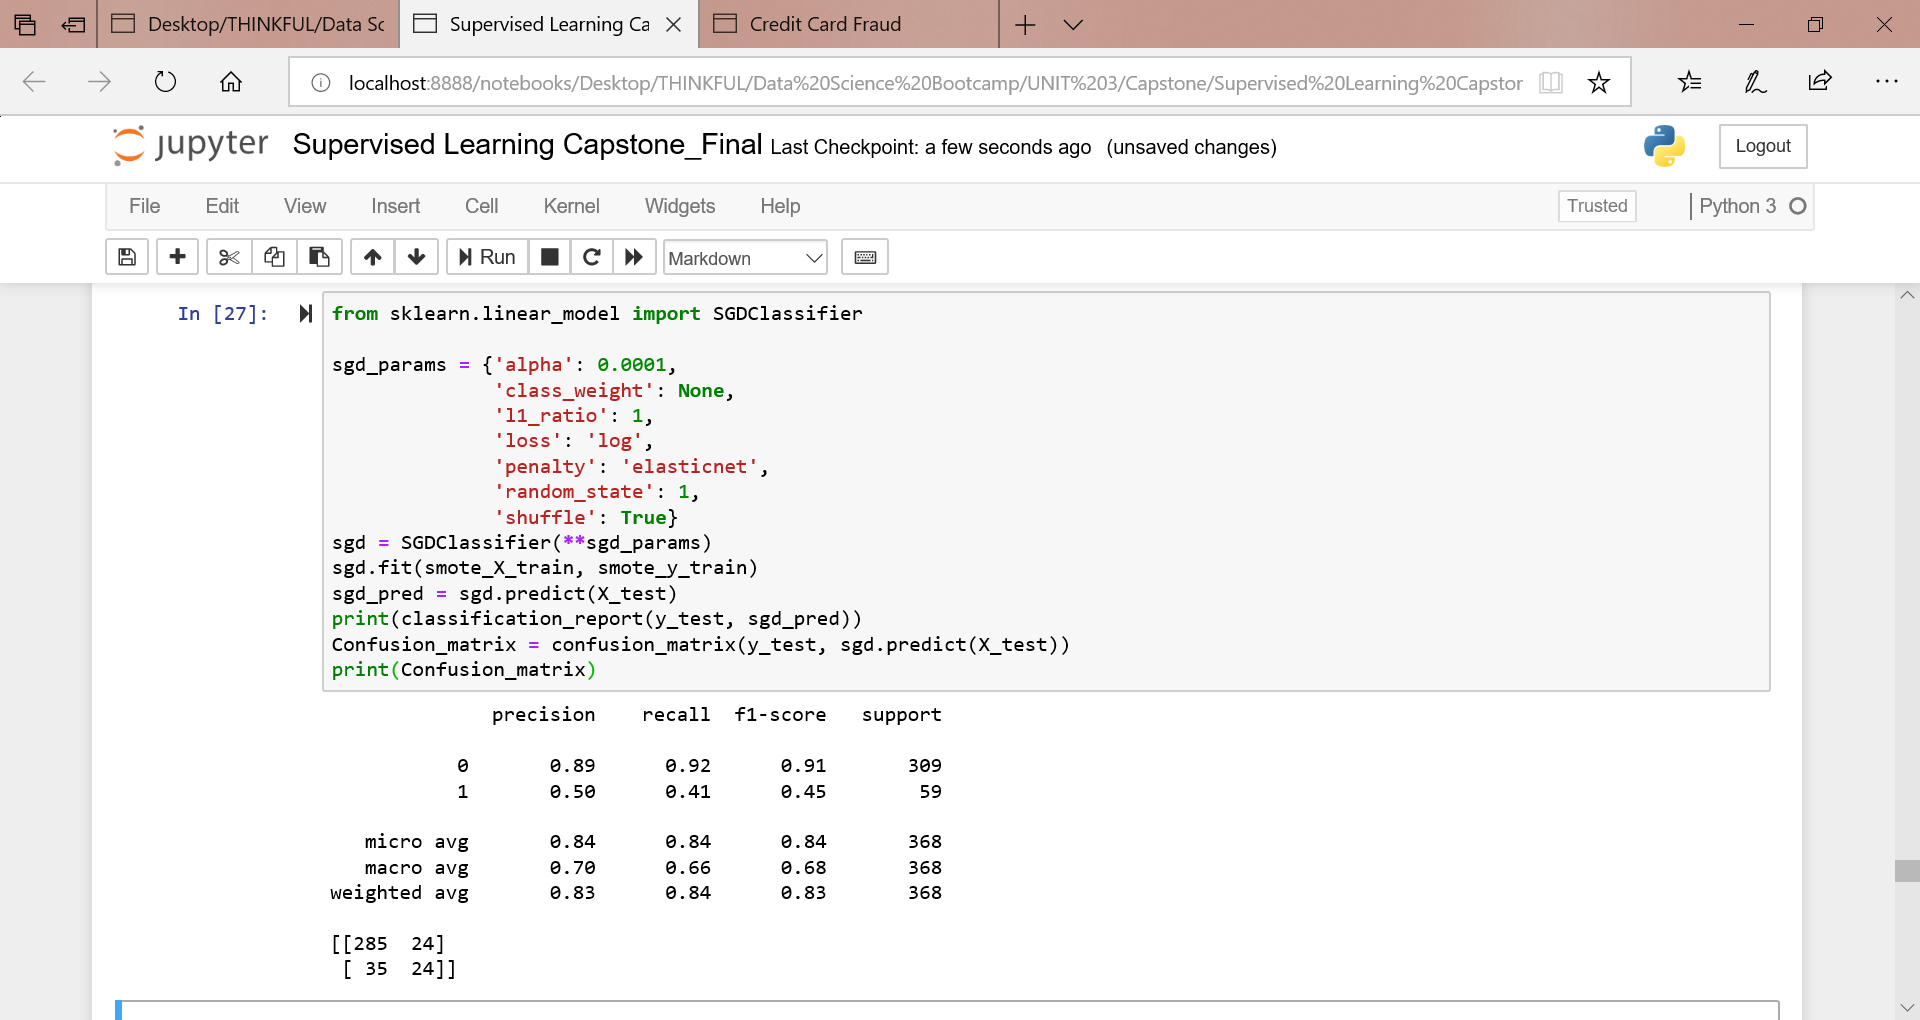 Desktop/THINKFUL/Data Sc
Supervised Learning Ca
Credit Card Fraud
localhost:8888/notebooks/Desktop/THINKFUL/Data%20Science%20Bootcamp/UNIT%203/Capstone/Supervised%20Learning%20Capstor
jupyter Supervised Learning Capstone_Final Last Checkpoint: a few seconds ago (unsaved changes)
Logout
File Edit View Insert Cell Kernel Widgets Help
Trusted
Python 3
Run
Markdown
In [27]:
from sklearn.linear_model import SGDClassifier
sgd_params = {'alpha': 0.0001,
'class_weight': None,
'l1_ratio': 1,
'loss': 'log',
'penalty': 'elasticnet',
'random_state': 1,
'shuffle': True}
sgd = SGDClassifier(**sgd_params)
sgd.fit(smote_X_train, smote_y_train)
sgd_pred = sgd.predict(X_test)
print(classification_report(y_test, sgd_pred))
Confusion_matrix = confusion_matrix(y_test, sgd.predict(X_test))
print(Confusion_matrix)
precision recall f1-score support
0 0.89 0.92 0.91 309
1 0.50 0.41 0.45 59
micro avg 0.84 0.84 0.84 368
macro avg 0.70 0.66 0.68 368
weighted avg 0.83 0.84 0.83 368
[[285 24]
[ 35 24]]